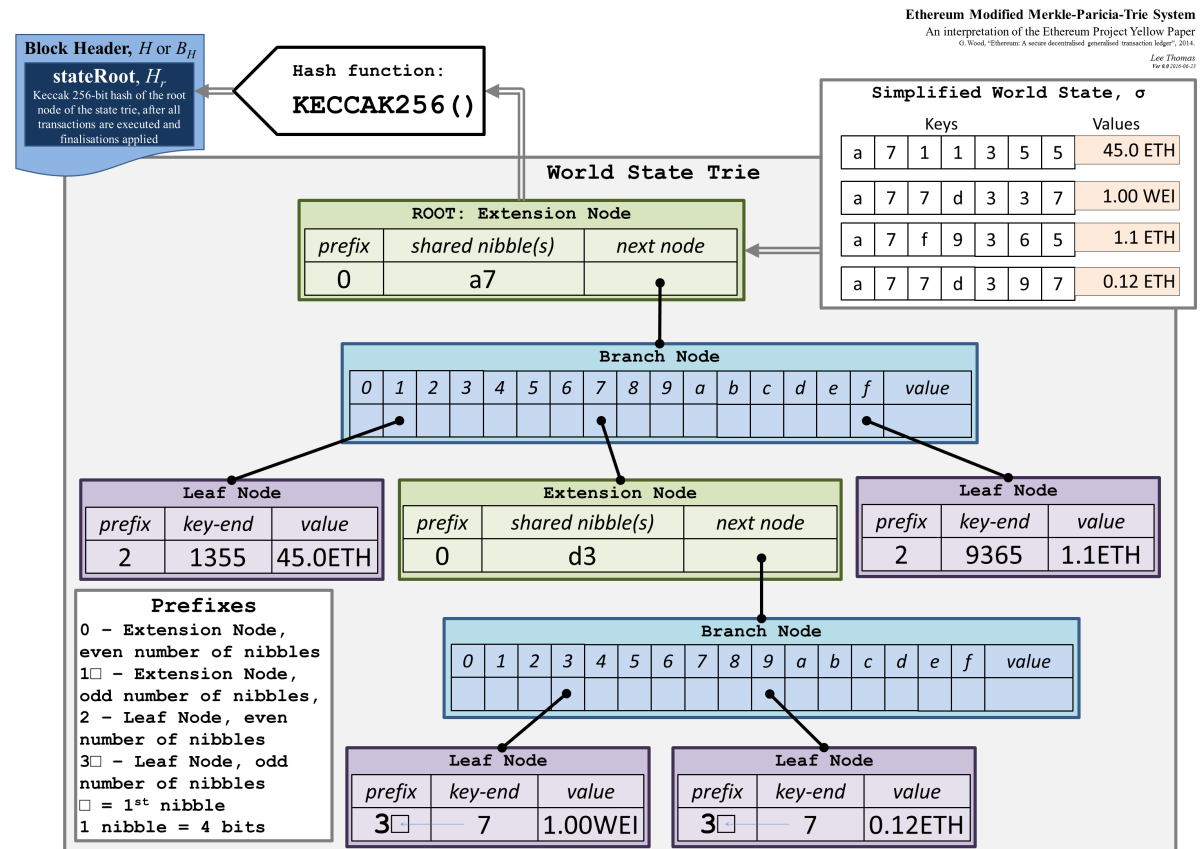 Ethereum Modified Merkle-Paricia-Trie System
An interpretation of the Ethereum Project Yellow Paper
G. Wood, "Ethereum: A secure decentralised generalised transaction ledger", 2014.
Lee Thomas
Ver 0.0 2016-06-23
Block Header, H or B_H
stateRoot, H_r
Keccak 256-bit hash of the root
node of the state trie, after all
transactions are executed and
finalisations applied
Hash function:
KECCAK256()
Simplified World State, σ
Keys Values
a 7 1 1 3 5 5 45.0 ETH
a 7 7 d 3 3 7 1.00 WEI
a 7 f 9 3 6 5 1.1 ETH
a 7 7 d 3 9 7 0.12 ETH
World State Trie
ROOT: Extension Node
prefix shared nibble(s) next node
0 a7
Branch Node
0 1 2 3 4 5 6 7 8 9 a b c d e f value
Leaf Node
prefix key-end value
2 1355 45.0ETH
Extension Node
prefix shared nibble(s) next node
0 d3
Leaf Node
prefix key-end value
2 9365 1.1ETH
Prefixes
0 – Extension Node,
even number of nibbles
1□ – Extension Node,
odd number of nibbles,
2 – Leaf Node, even
number of nibbles
3□ – Leaf Node, odd
number of nibbles
□ = 1st nibble
1 nibble = 4 bits
Branch Node
0 1 2 3 4 5 6 7 8 9 a b c d e f value
Leaf Node
prefix key-end value
3□ 7 1.00WEI
Leaf Node
prefix key-end value
3□ 7 0.12ETH